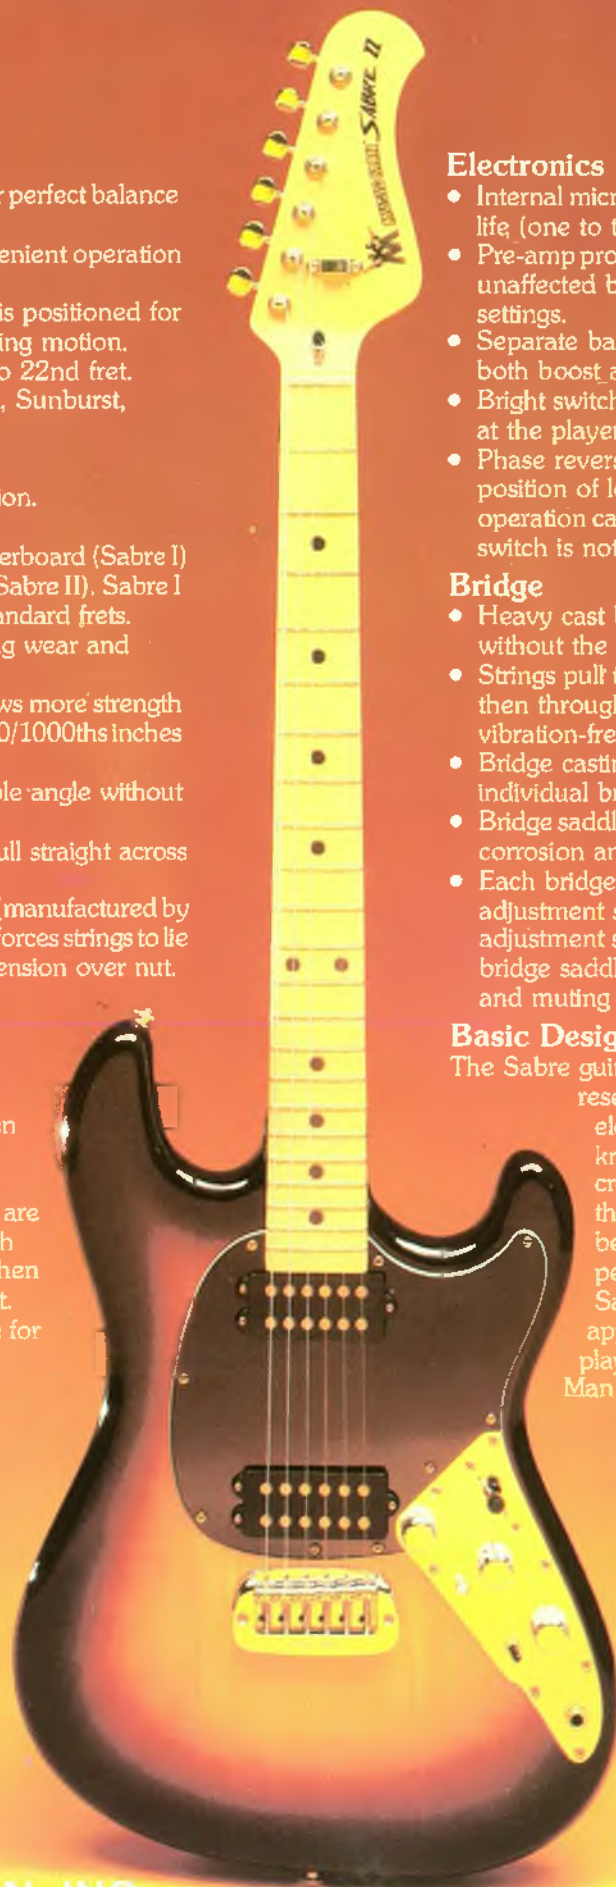 r perfect balance
enient operation
is positioned for
ing motion.
o 22nd fret.
, Sunburst,
ion.
erboard (Sabre I)
Sabre II), Sabre I
andard frets.
g wear and
ws more strength
0/1000ths inches
ble angle without
ull straight across
(manufactured by
forces strings to lie
ension over nut.
en
are
h
hen
t.
s for
SABRE II
Electronics
• Internal micr
life (one to t
• Pre-amp pro
unaffected b
settings.
• Separate ba
both boost a
• Bright switch
at the player
• Phase revers
position of le
operation ca
switch is not
Bridge
• Heavy cast b
without the
• Strings pull t
then through
vibration-fre
• Bridge castin
individual br
• Bridge saddl
corrosion an
• Each bridge
adjustment s
adjustment s
bridge saddl
and muting
Basic Desig
The Sabre guit
rese
ele
kn
cr
th
be
pe
Sa
ap
play
Man
N, INC